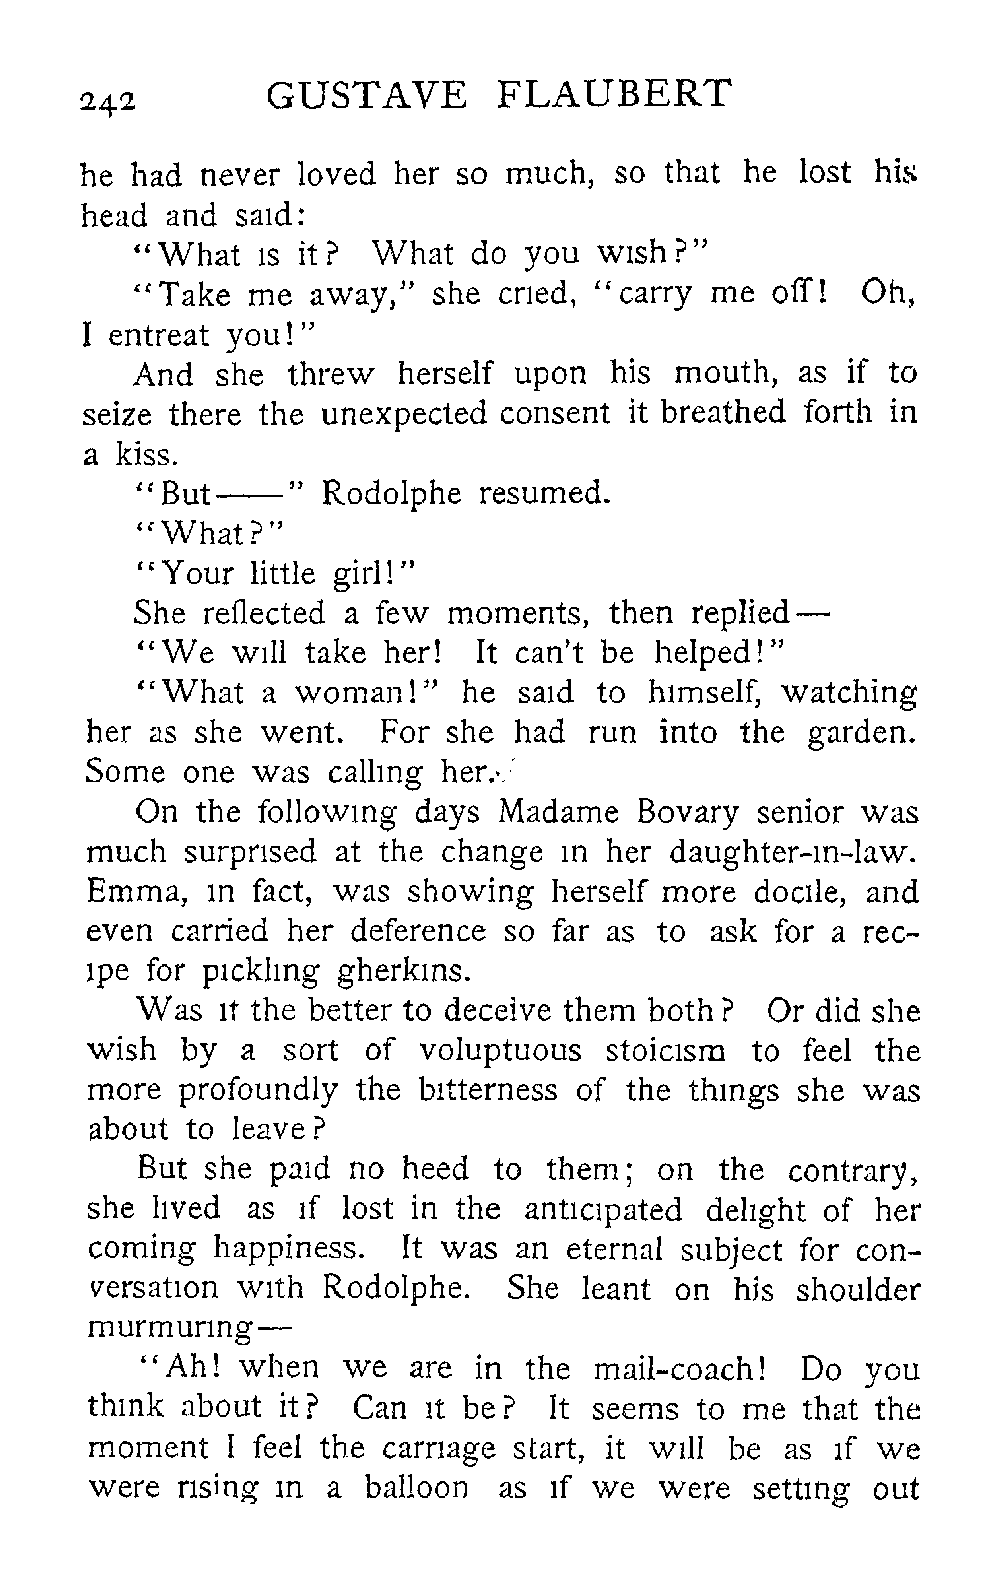 242 GUSTAVE FLAUBERT
he had never loved her so much, so that he lost his
head and said:
"What is it? What do you wish?"
"Take me away," she cried, "carry me off! Oh,
I entreat you!"
And she threw herself upon his mouth, as if to
seize there the unexpected consent it breathed forth in
a kiss.
"But——" Rodolphe resumed.
"What?"
"Your little girl!"
She reflected a few moments, then replied—
"We will take her! It can't be helped!"
"What a woman!" he said to himself, watching
her as she went. For she had run into the garden.
Some one was calling her.
On the following days Madame Bovary senior was
much surprised at the change in her daughter-in-law.
Emma, in fact, was showing herself more docile, and
even carried her deference so far as to ask for a rec-
ipe for pickling gherkins.
Was it the better to deceive them both? Or did she
wish by a sort of voluptuous stoicism to feel the
more profoundly the bitterness of the things she was
about to leave?
But she paid no heed to them; on the contrary,
she lived as if lost in the anticipated delight of her
coming happiness. It was an eternal subject for con-
versation with Rodolphe. She leant on his shoulder
murmuring—
"Ah! when we are in the mail-coach! Do you
think about it? Can it be? It seems to me that the
moment I feel the carriage start, it will be as if we
were rising in a balloon as if we were setting out